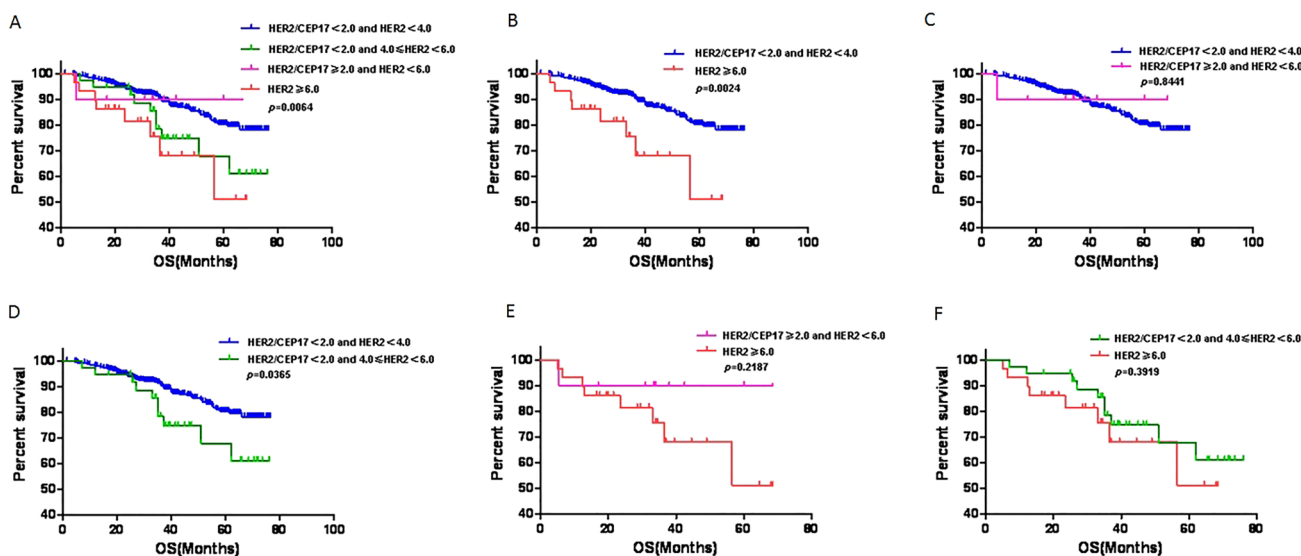 A
HER2/CEP17<2.0 and HER2<4.0
HER2/CEP17<2.0 and 4.0≤HER2<6.0
HER2/CEP17≥2.0 and HER2<6.0
HER2≥6.0
p=0.0064
Percent survival
100
90
80
70
60
50
40
0 20 40 60 80 100
OS(Months)
B
HER2/CEP17<2.0 and HER2<4.0
HER2≥6.0
p=0.0024
Percent survival
100
90
80
70
60
50
40
0 20 40 60 80 100
OS(Months)
C
HER2/CEP17<2.0 and HER2<4.0
HER2/CEP17≥2.0 and HER2<6.0
p=0.8441
Percent survival
100
90
80
70
60
50
40
0 20 40 60 80 100
OS(Months)
D
HER2/CEP17<2.0 and HER2<4.0
HER2/CEP17<2.0 and 4.0≤HER2<6.0
p=0.0365
Percent survival
100
90
80
70
60
50
40
0 20 40 60 80 100
OS(Months)
E
HER2/CEP17≥2.0 and HER2<6.0
HER2≥6.0
p=0.2187
Percent survival
100
90
80
70
60
50
40
0 20 40 60 80
OS(Months)
F
HER2/CEP17<2.0 and 4.0≤HER2<6.0
HER2≥6.0
p=0.3919
Percent survival
100
90
80
70
60
50
40
0 20 40 60 80
OS(Months)